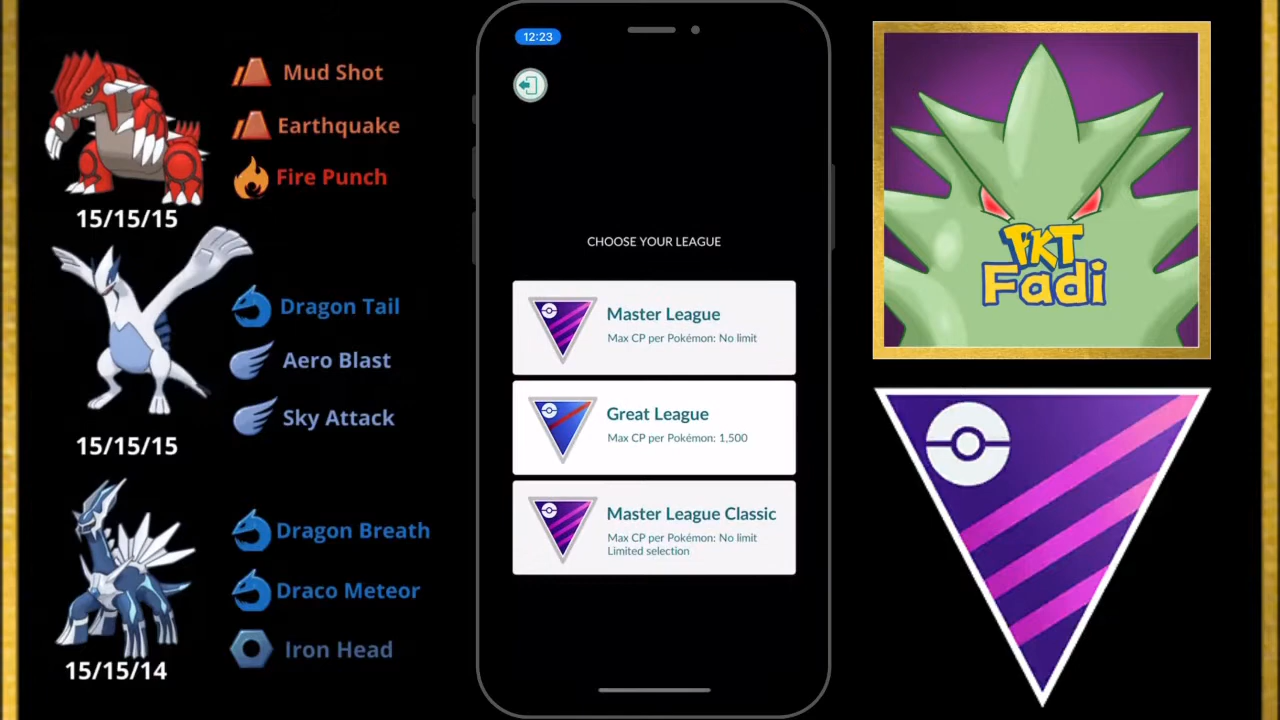 Mud Shot
Earthquake
Fire Punch
15/15/15
Dragon Tail
Aero Blast
Sky Attack
15/15/15
Dragon Breath
Draco Meteor
Iron Head
15/15/14
12:23
CHOOSE YOUR LEAGUE
Master League
Max CP per Pokémon: No limit
Great League
Max CP per Pokémon: 1,500
Master League Classic
Max CP per Pokémon: No limit
Limited selection
PKT
Fadi